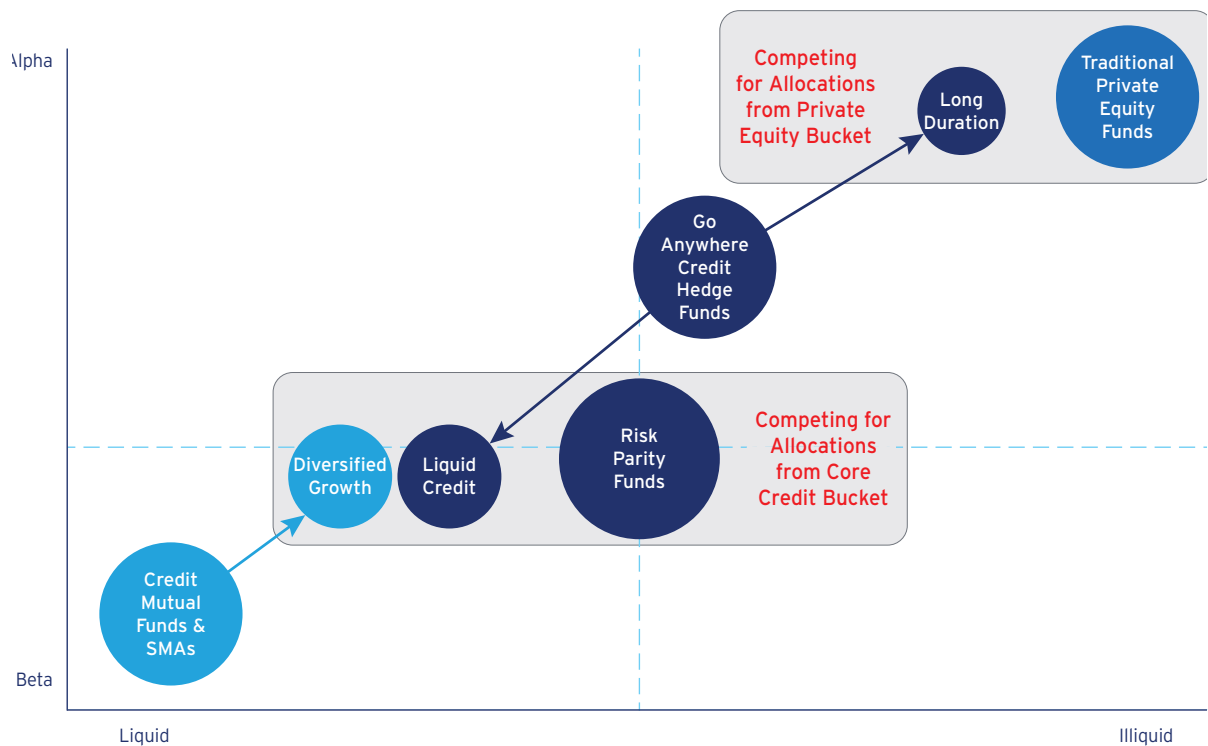 Alpha
Competing
for Allocations
from Private
Equity Bucket
Long
Duration
Traditional
Private
Equity
Funds
Go
Anywhere
Credit
Hedge
Funds
Diversified
Growth
Liquid
Credit
Risk
Parity
Funds
Competing for
Allocations
from Core
Credit Bucket
Credit
Mutual
Funds &
SMAs
Beta
Liquid
Illiquid